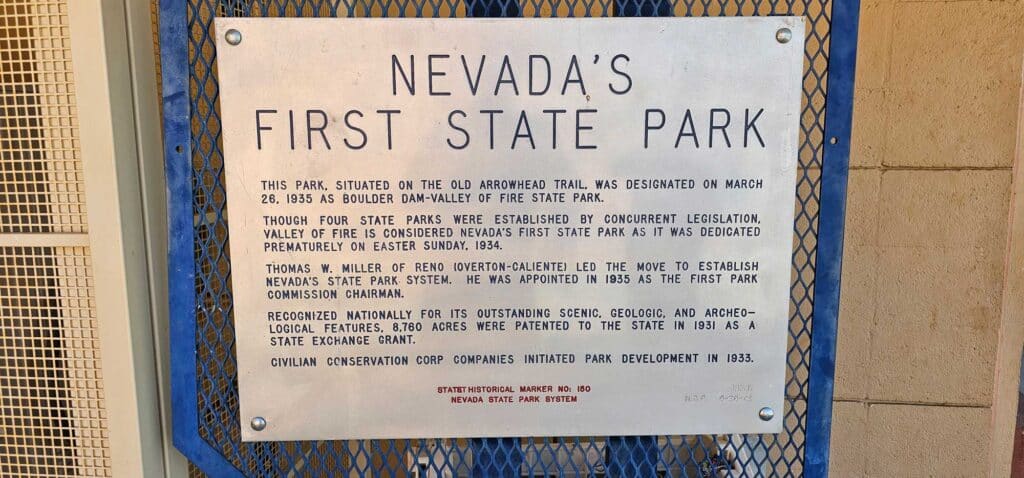 NEVADA'S
FIRST STATE PARK
THIS PARK, SITUATED ON THE OLD ARROWHEAD TRAIL, WAS DESIGNATED ON MARCH
26, 1935 AS BOULDER DAM-VALLEY OF FIRE STATE PARK.
THOUGH FOUR STATE PARKS WERE ESTABLISHED BY CONCURRENT LEGISLATION,
VALLEY OF FIRE IS CONSIDERED NEVADA'S FIRST STATE PARK AS IT WAS DEDICATED
PREMATURELY ON EASTER SUNDAY, 1934.
THOMAS W. MILLER OF RENO (OVERTON-CALIENTE) LED THE MOVE TO ESTABLISH
NEVADA'S STATE PARK SYSTEM. HE WAS APPOINTED IN 1935 AS THE FIRST PARK
COMMISSION CHAIRMAN.
RECOGNIZED NATIONALLY FOR ITS OUTSTANDING SCENIC, GEOLOGIC, AND ARCHEO-
LOGICAL FEATURES, 8,760 ACRES WERE PATENTED TO THE STATE IN 1931 AS A
STATE EXCHANGE GRANT.
CIVILIAN CONSERVATION CORP COMPANIES INITIATED PARK DEVELOPMENT IN 1933.
STATE HISTORICAL MARKER NO: 150
NEVADA STATE PARK SYSTEM